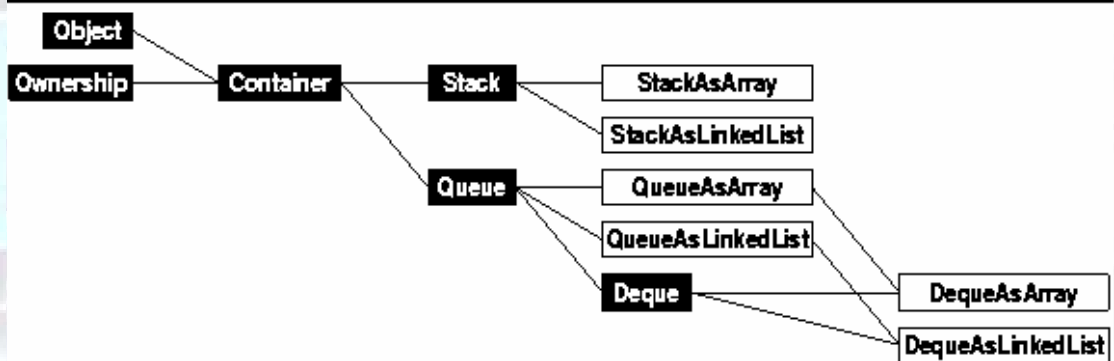 Object
Ownership
Container
Stack
StackAsArray
StackAsLinkedList
Queue
QueueAsArray
QueueAsLinkedList
Deque
DequeAsArray
DequeAsLinkedList